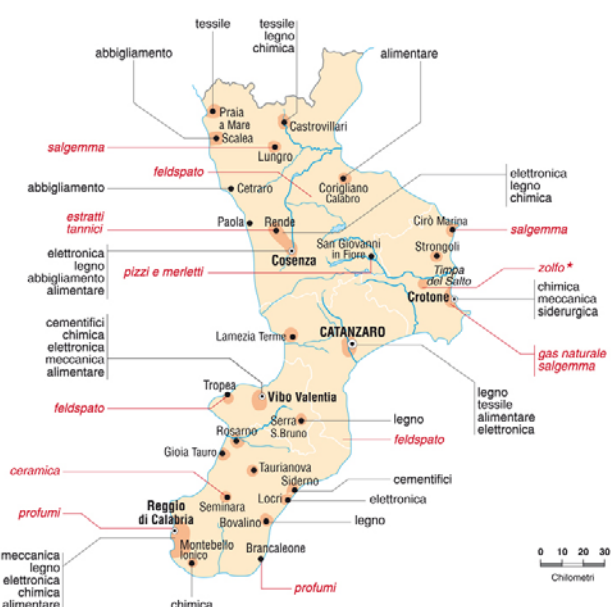 tessile
tessile
legno
chimica
abbigliamento
alimentare
Praia
a Mare
Castrovillari
Scalea
salgemma
Lungro
feldspato
elettronica
legno
chimica
abbigliamento
Cetraro
Corigliano
Calabro
estratti
tannici
Paola
Rende
Cirò Marina
salgemma
San Giovanni
in Fiore
Strongoli
elettronica
legno
abbigliamento
alimentare
Cosenza
pizzi e merletti
Timpa
del Salto
zolfo *
Crotone
chimica
meccanica
siderurgica
cementifici
chimica
elettronica
meccanica
alimentare
Lamezia Terme
CATANZARO
gas naturale
salgemma
Tropea
Vibo Valentia
legno
tessile
alimentare
elettronica
feldspato
Serra
S.Bruno
legno
Rosarno
feldspato
Gioia Tauro
ceramica
Taurianova
Siderno
cementifici
Seminara
Locri
elettronica
profumi
Reggio
di Calabria
Bovalino
legno
Montebello
Ionico
Brancaleone
meccanica
legno
elettronica
chimica
alimentare
chimica
profumi
0 10 20 30
Chilometri